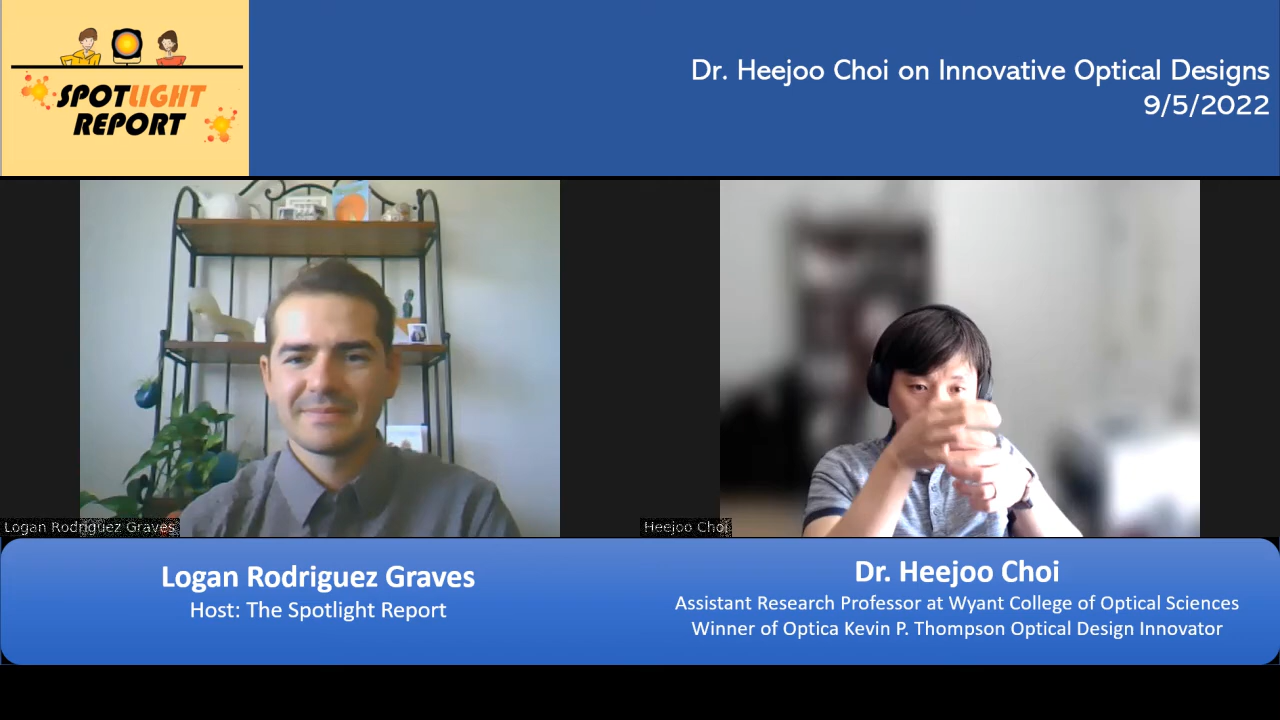 SPOTLIGHT
REPORT
Dr. Heejoo Choi on Innovative Optical Designs
9/5/2022
Logan Rodriguez Graves
Heejoo Choi
Logan Rodriguez Graves
Host: The Spotlight Report
Dr. Heejoo Choi
Assistant Research Professor at Wyant College of Optical Sciences
Winner of Optica Kevin P. Thompson Optical Design Innovator